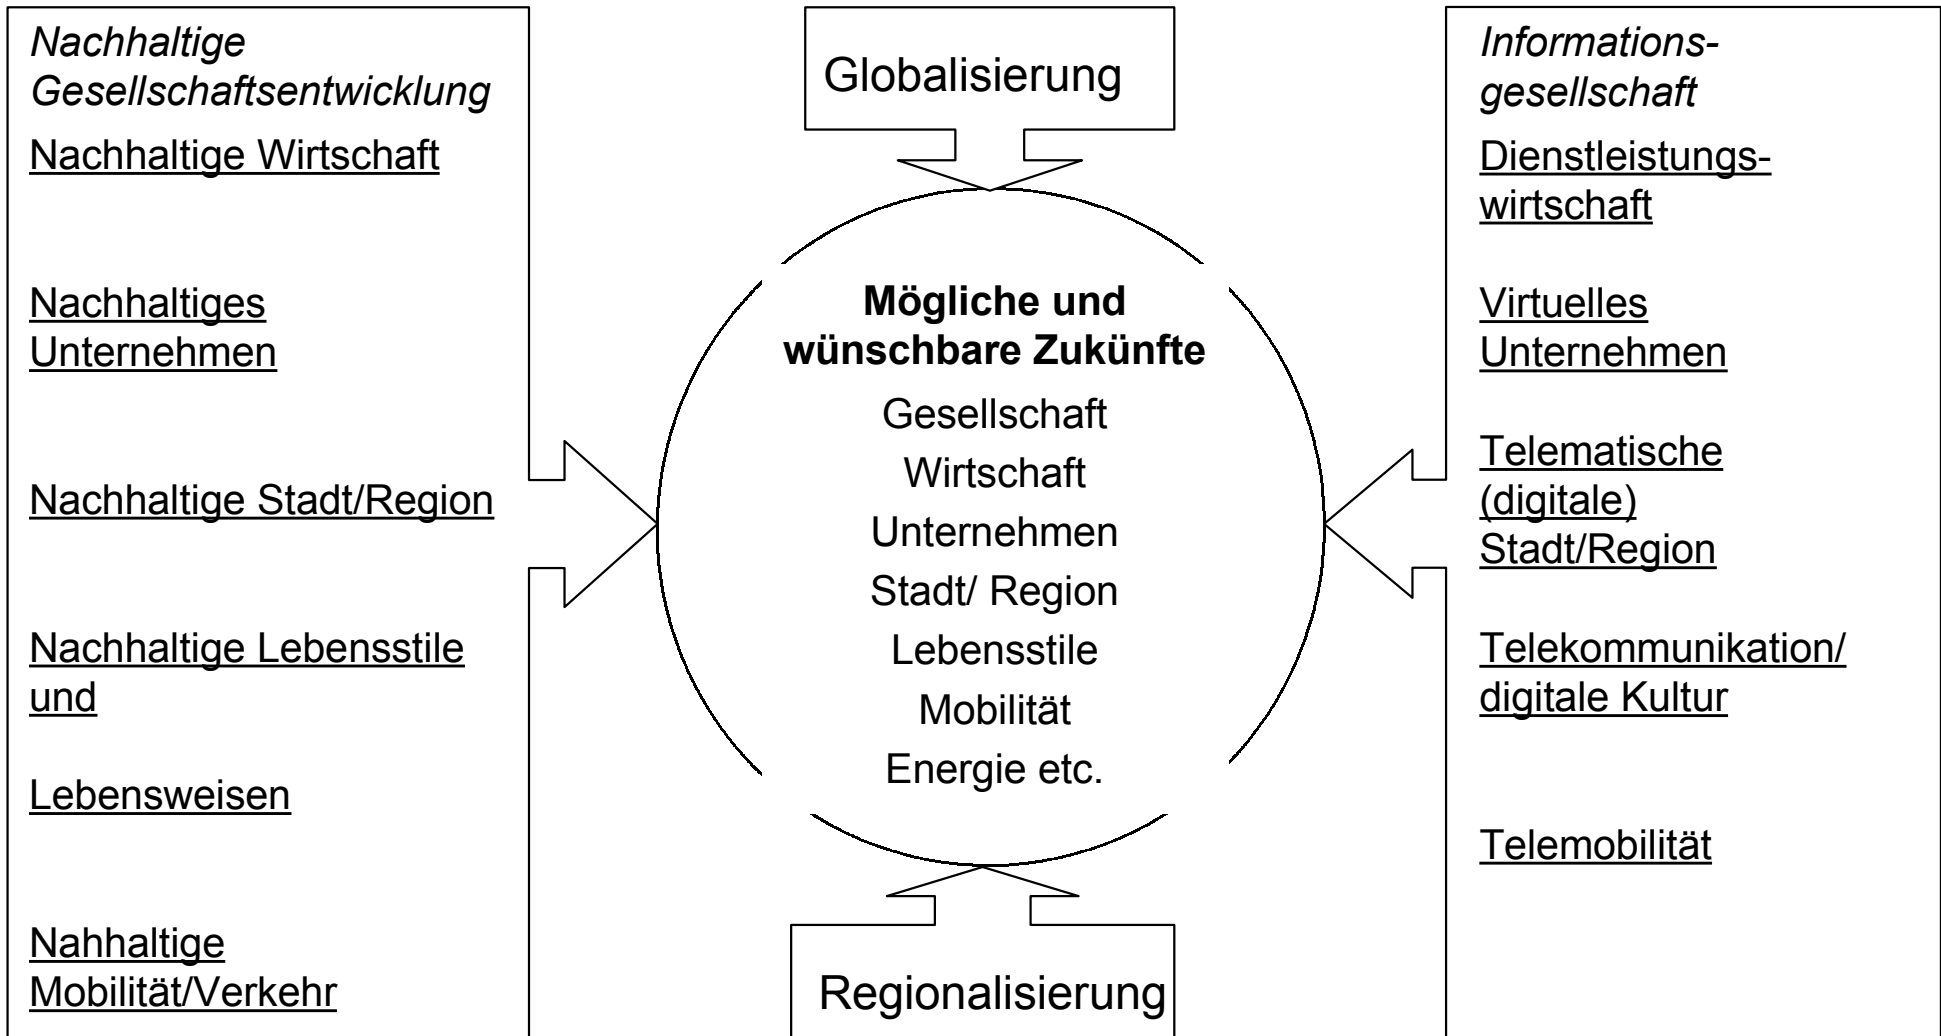 Nachhaltige
Gesellschaftsentwicklung
Nachhaltige Wirtschaft
Nachhaltiges
Unternehmen
Nachhaltige Stadt/Region
Nachhaltige Lebensstile
und
Lebensweisen
Nahhaltige
Mobilität/Verkehr
Globalisierung
Mögliche und
wünschbare Zukünfte
Gesellschaft
Wirtschaft
Unternehmen
Stadt/ Region
Lebensstile
Mobilität
Energie etc.
Regionalisierung
Informations-
gesellschaft
Dienstleistungs-
wirtschaft
Virtuelles
Unternehmen
Telematische
(digitale)
Stadt/Region
Telekommunikation/
digitale Kultur
Telemobilität